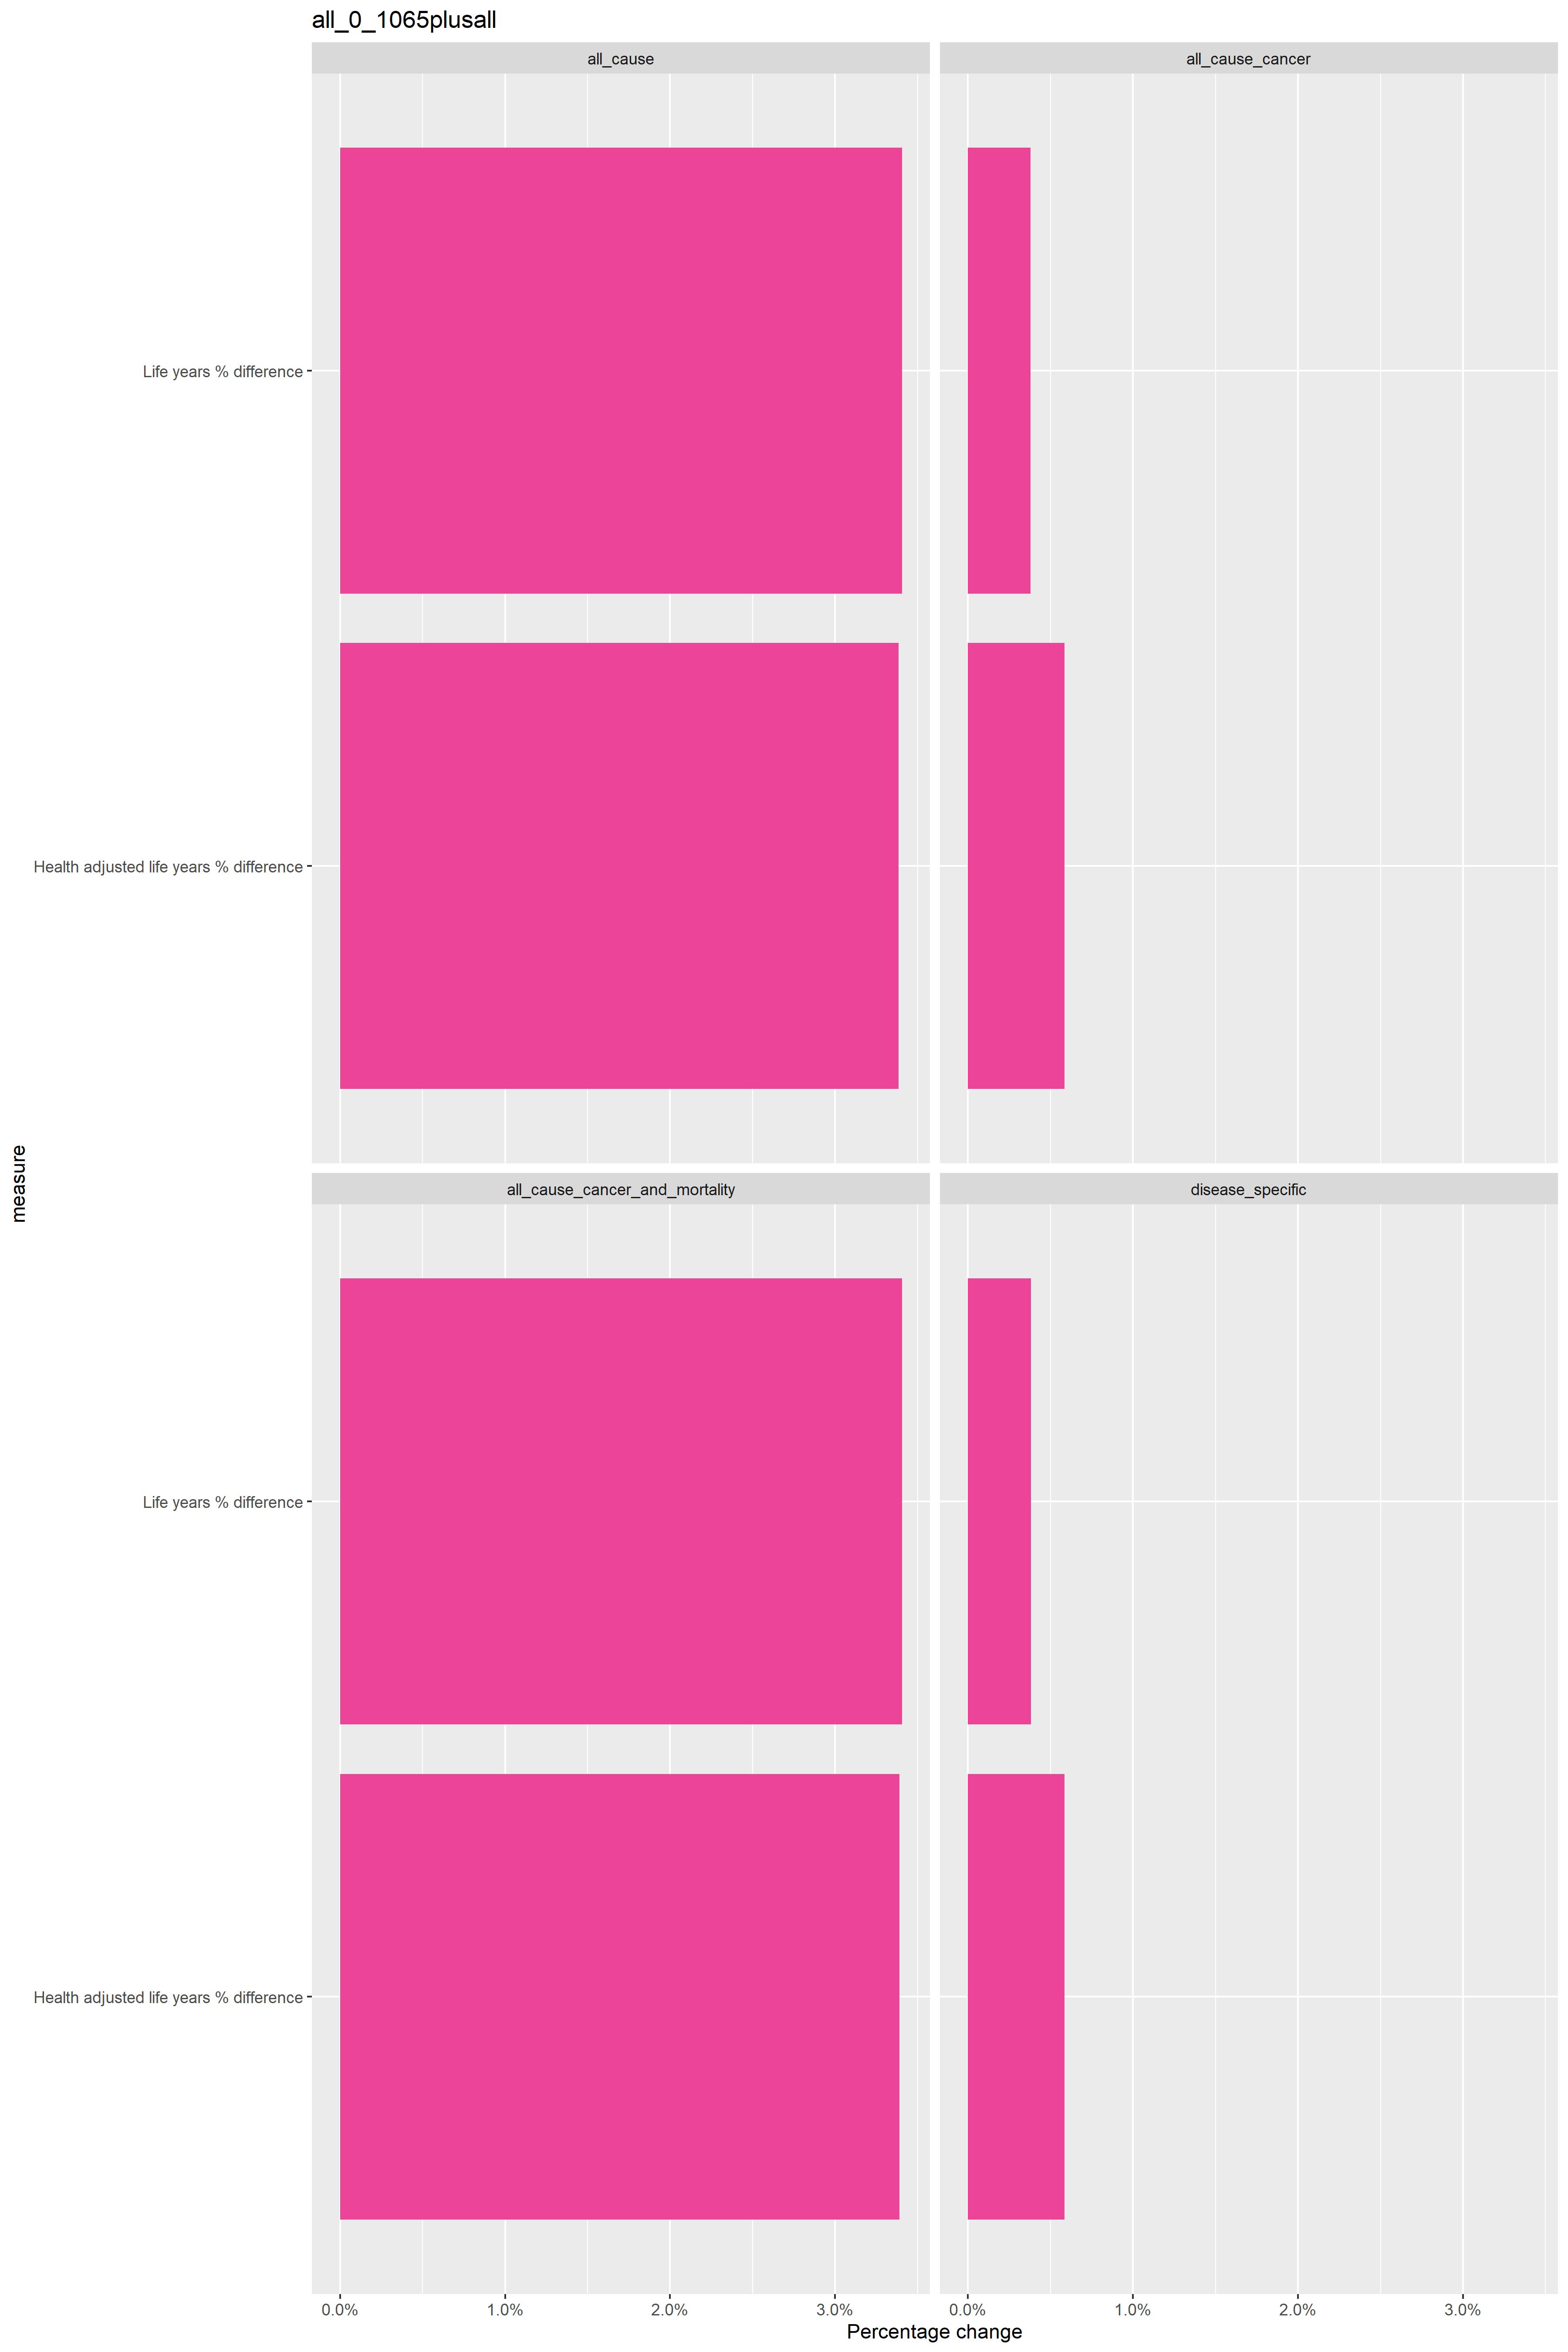 all_0_1065plusall
all_cause
all_cause_cancer
Life years % difference
Health adjusted life years % difference
measure
all_cause_cancer_and_mortality
disease_specific
Life years % difference
Health adjusted life years % difference
0.0% 1.0% 2.0% 3.0%
0.0% 1.0% 2.0% 3.0%
Percentage change